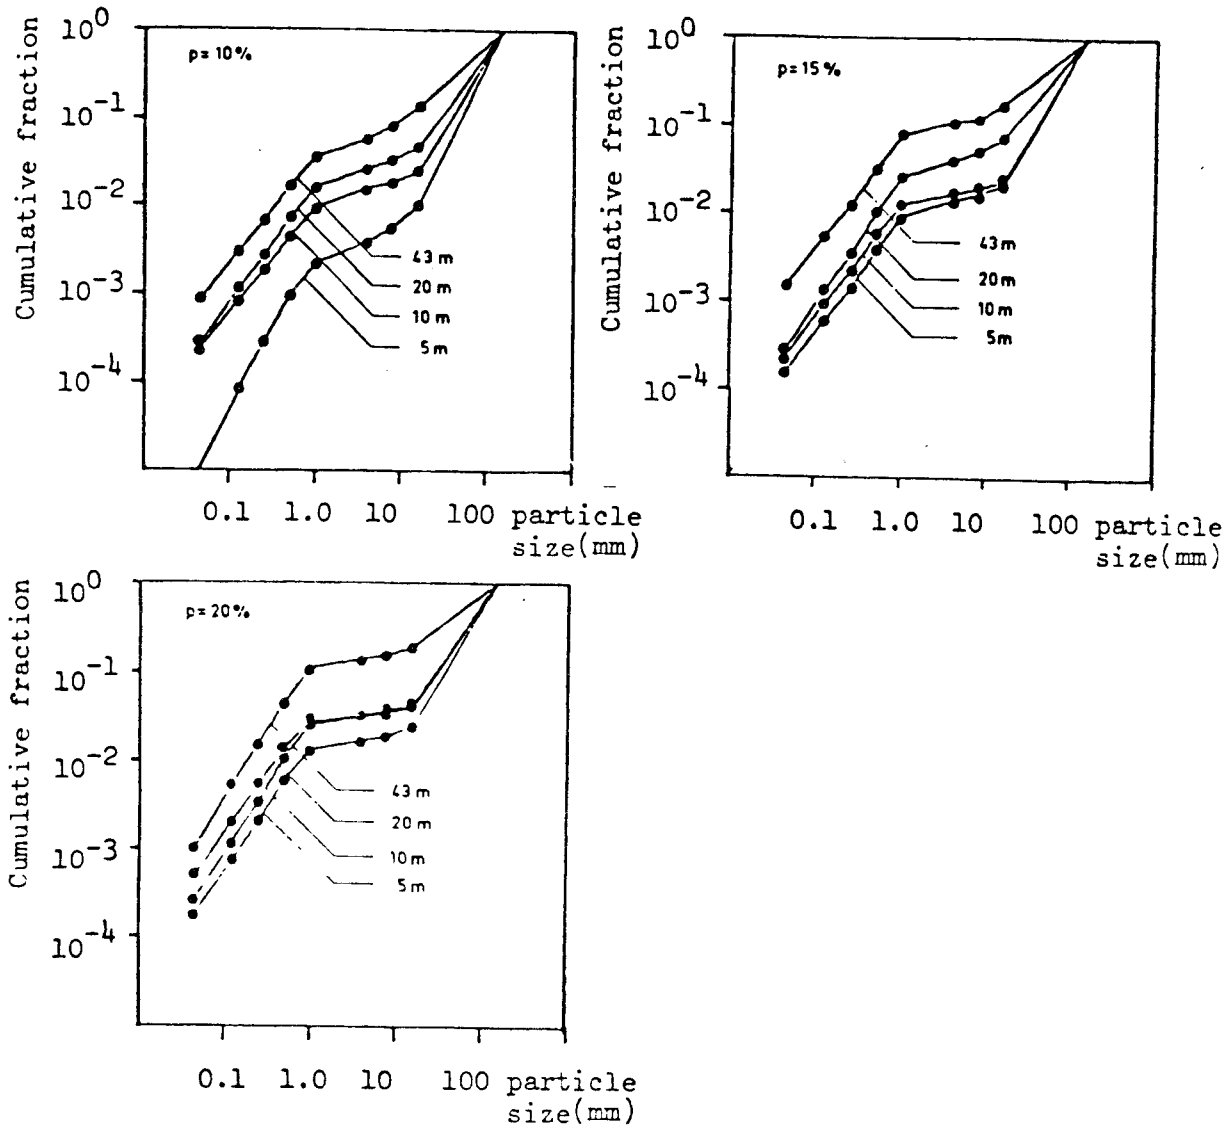 Cumulative fraction
10^0
10^-1
10^-2
10^-3
10^-4
p=10%
43 m
20 m
10 m
5 m
0.1 1.0 10 100 particle
size(mm)
Cumulative fraction
10^0
10^-1
10^-2
10^-3
10^-4
p=15%
43 m
20 m
10 m
5 m
0.1 1.0 10 100 particle
size(mm)
Cumulative fraction
10^0
10^-1
10^-2
10^-3
10^-4
p=20%
43 m
20 m
10 m
5 m
0.1 1.0 10 100 particle
size(mm)